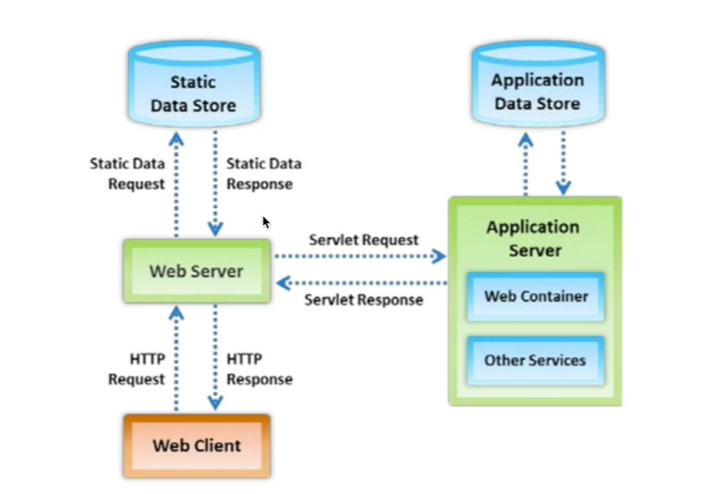 Static
Data Store
Application
Data Store
Static Data
Request
Static Data
Response
Application
Server
Servlet Request
Web Server
Servlet Response
Web Container
Other Services
HTTP
Request
HTTP
Response
Web Client